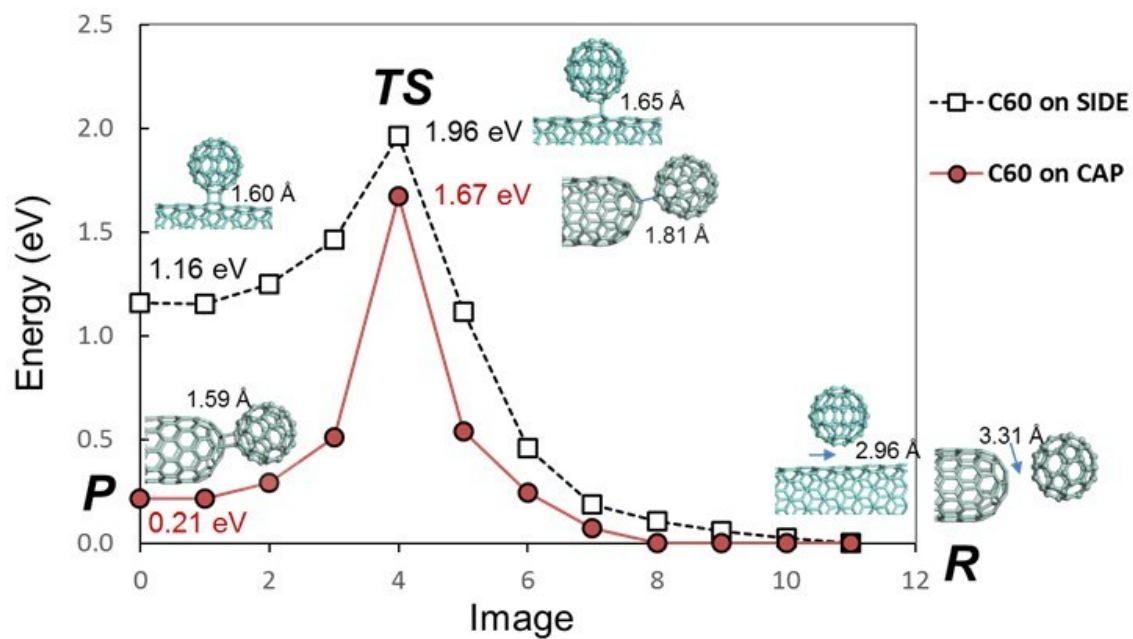 2.5
TS
1.65 Å
C60 on SIDE
2.0
1.96 eV
C60 on CAP
1.60 Å
1.67 eV
1.81 Å
1.5
1.16 eV
Energy (eV)
1.0
1.59 Å
0.5
2.96 Å
3.31 Å
P
0.21 eV
0.0
R
0 2 4 6 8 10 12
Image